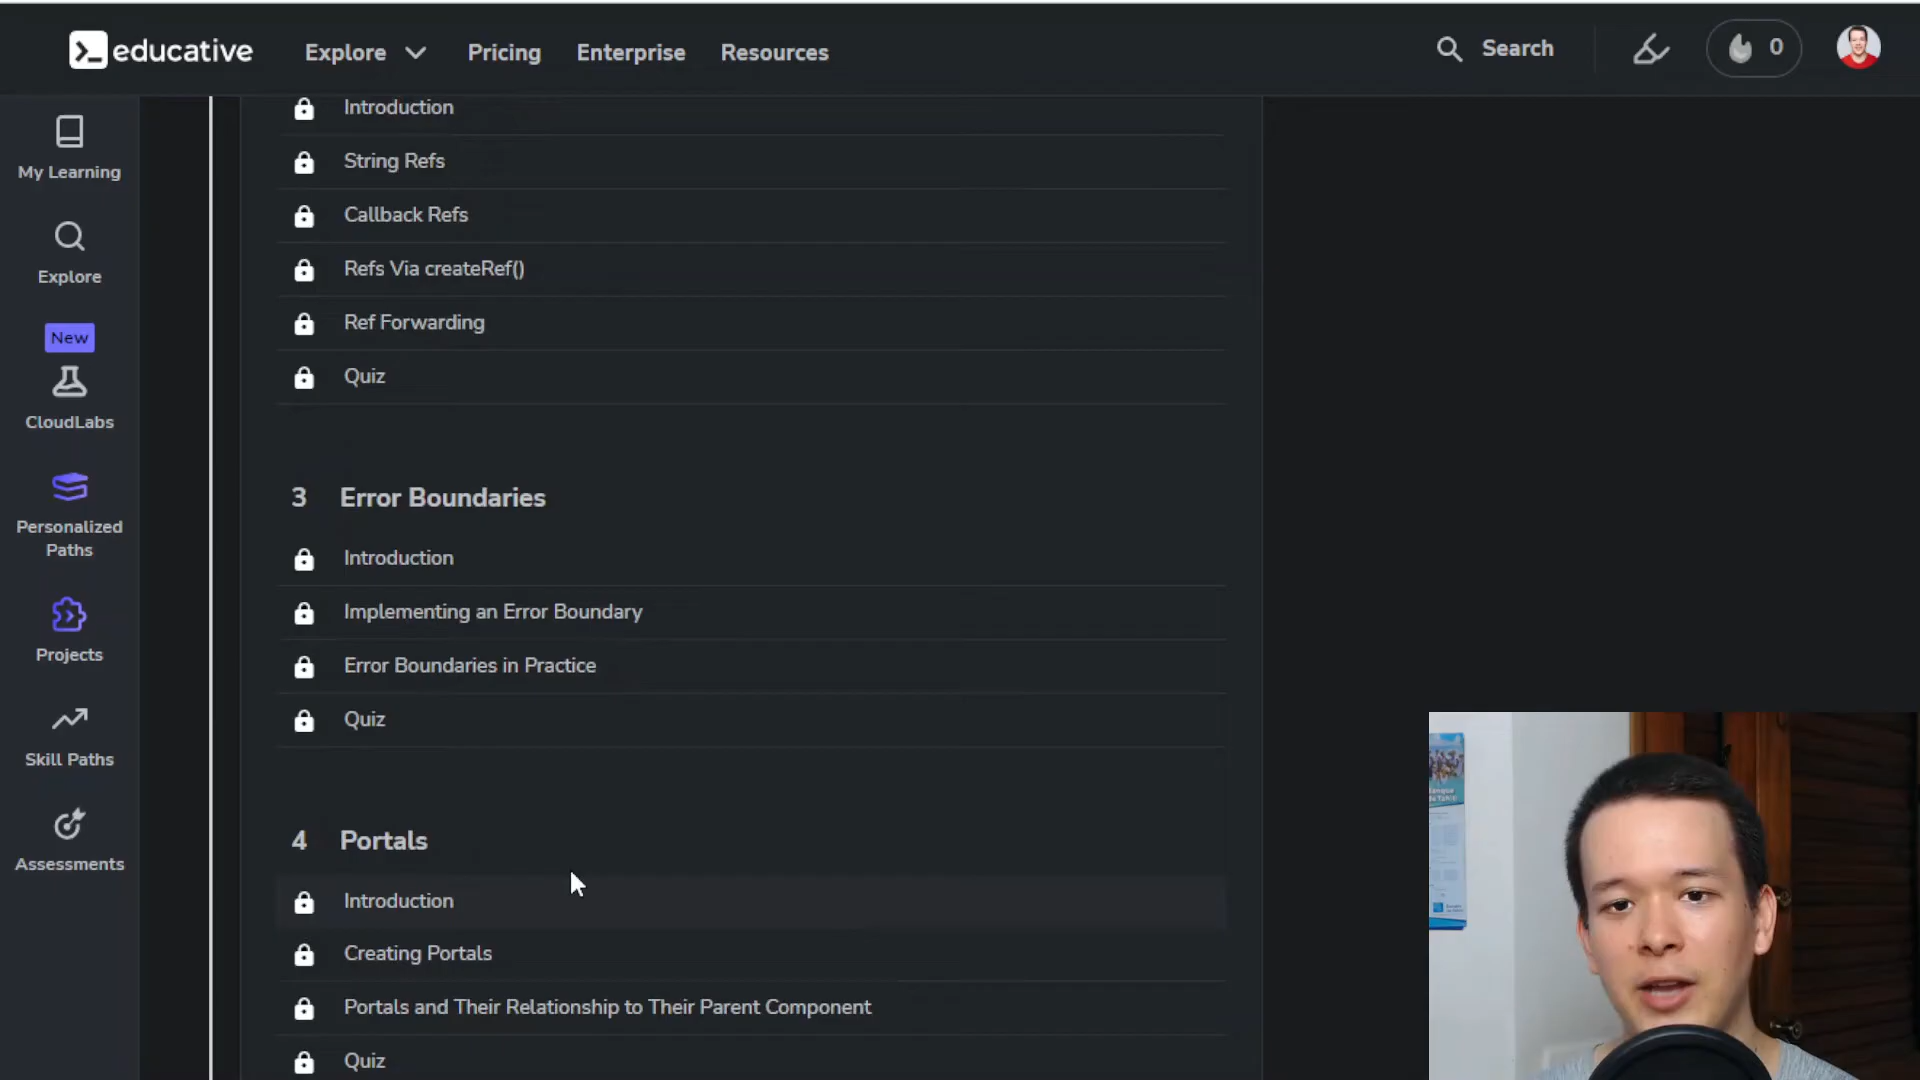 educative
Explore
Pricing
Enterprise
Resources
Search
0
My Learning
Explore
New
CloudLabs
Personalized
Paths
Projects
Skill Paths
Assessments
Introduction
String Refs
Callback Refs
Refs Via createRef()
Ref Forwarding
Quiz
3 Error Boundaries
Introduction
Implementing an Error Boundary
Error Boundaries in Practice
Quiz
4 Portals
Introduction
Creating Portals
Portals and Their Relationship to Their Parent Component
Quiz